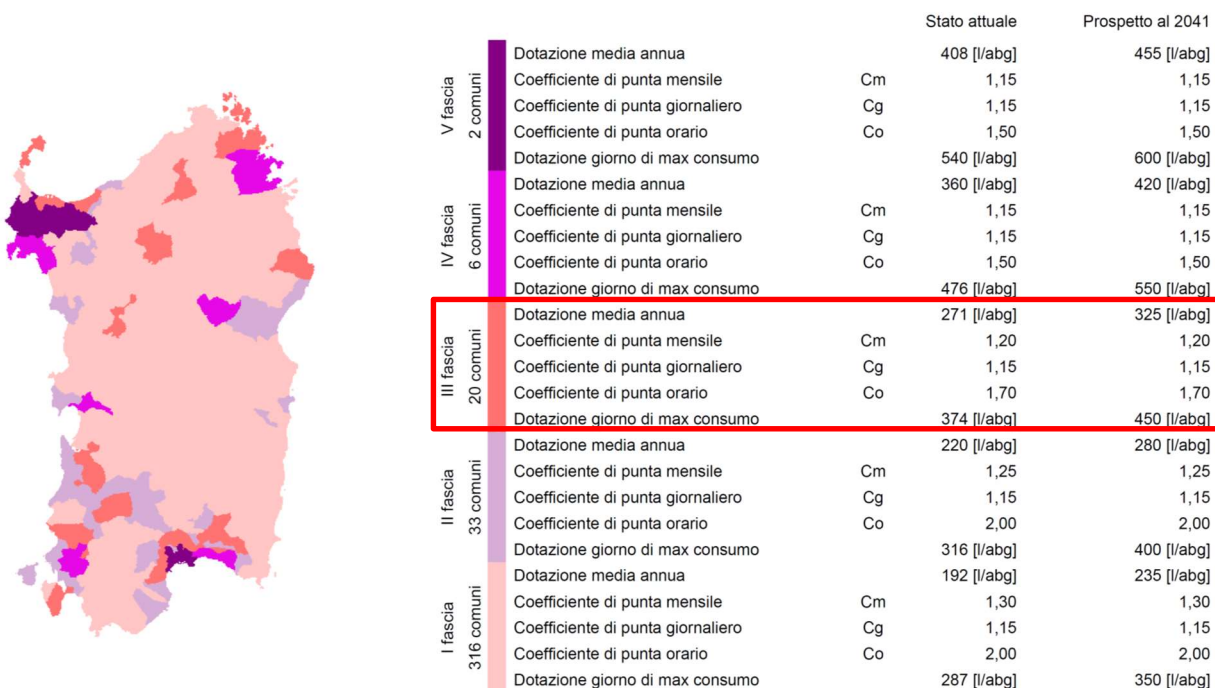 Stato attuale Prospetto al 2041
V fascia
2 comuni
Dotazione media annua 408 [l/abg] 455 [l/abg]
Coefficiente di punta mensile Cm 1,15 1,15
Coefficiente di punta giornaliero Cg 1,15 1,15
Coefficiente di punta orario Co 1,50 1,50
Dotazione giorno di max consumo 540 [l/abg] 600 [l/abg]
IV fascia
6 comuni
Dotazione media annua 360 [l/abg] 420 [l/abg]
Coefficiente di punta mensile Cm 1,15 1,15
Coefficiente di punta giornaliero Cg 1,15 1,15
Coefficiente di punta orario Co 1,50 1,50
Dotazione giorno di max consumo 476 [l/abg] 550 [l/abg]
III fascia
20 comuni
Dotazione media annua 271 [l/abg] 325 [l/abg]
Coefficiente di punta mensile Cm 1,20 1,20
Coefficiente di punta giornaliero Cg 1,15 1,15
Coefficiente di punta orario Co 1,70 1,70
Dotazione giorno di max consumo 374 [l/abg] 450 [l/abg]
II fascia
33 comuni
Dotazione media annua 220 [l/abg] 280 [l/abg]
Coefficiente di punta mensile Cm 1,25 1,25
Coefficiente di punta giornaliero Cg 1,15 1,15
Coefficiente di punta orario Co 2,00 2,00
Dotazione giorno di max consumo 316 [l/abg] 400 [l/abg]
I fascia
316 comuni
Dotazione media annua 192 [l/abg] 235 [l/abg]
Coefficiente di punta mensile Cm 1,30 1,30
Coefficiente di punta giornaliero Cg 1,15 1,15
Coefficiente di punta orario Co 2,00 2,00
Dotazione giorno di max consumo 287 [l/abg] 350 [l/abg]